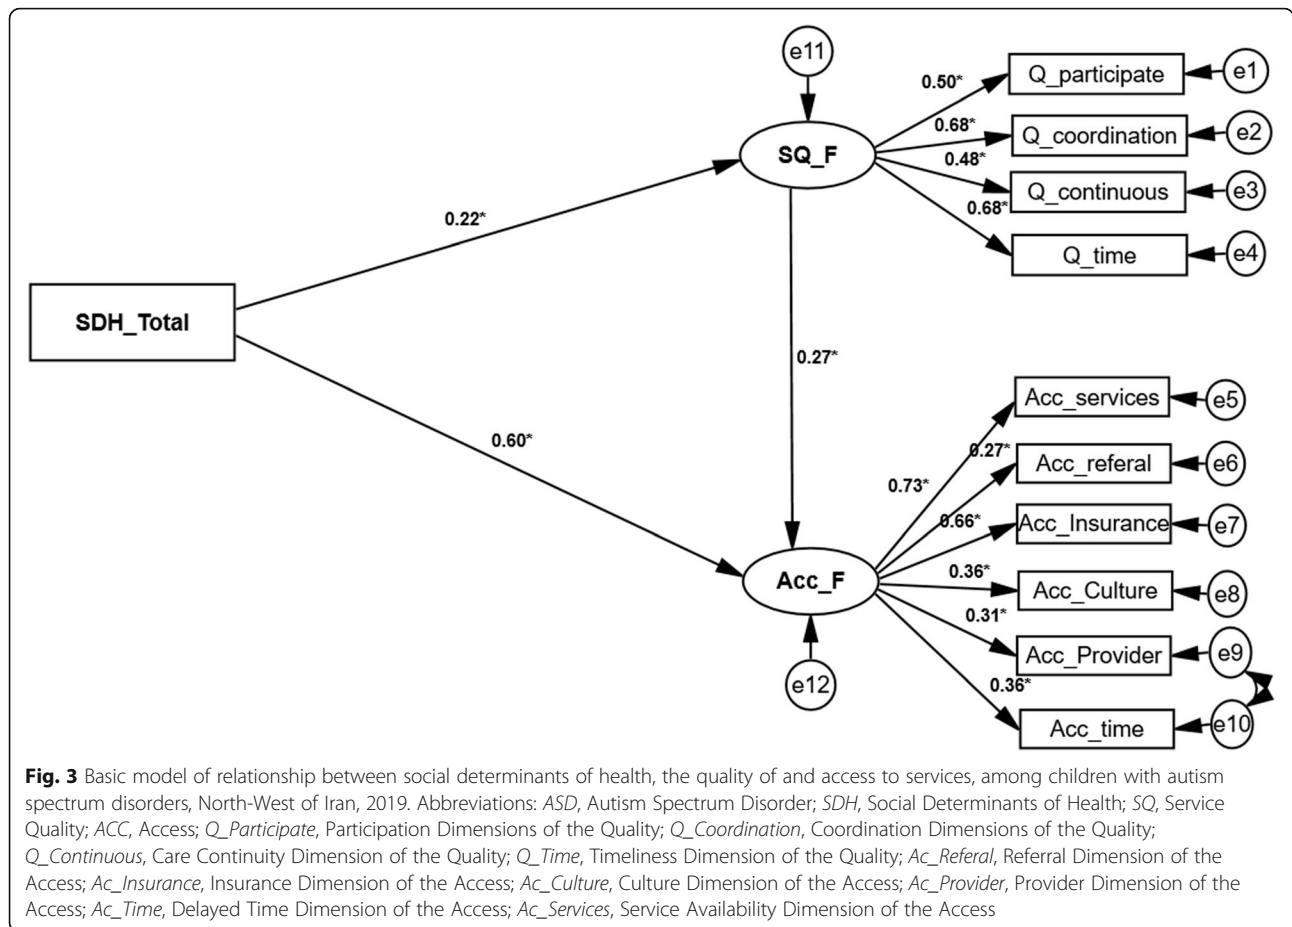 e11
Q_participate
e1
0.50*
Q_coordination
e2
0.68*
SQ_F
0.48*
Q_continuous
e3
0.68*
Q_time
e4
0.22*
SDH_Total
0.27*
Acc_services
e5
0.60*
0.27*
Acc_referal
e6
0.73*
0.66*
Acc_Insurance
e7
Acc_F
0.36*
Acc_Culture
e8
0.31*
Acc_Provider
e9
e12
0.36*
Acc_time
e10
Fig. 3 Basic model of relationship between social determinants of health, the quality of and access to services, among children with autism
spectrum disorders, North-West of Iran, 2019. Abbreviations: ASD, Autism Spectrum Disorder; SDH, Social Determinants of Health; SQ, Service
Quality; ACC, Access; Q_Participate, Participation Dimensions of the Quality; Q_Coordination, Coordination Dimensions of the Quality;
Q_Continuous, Care Continuity Dimension of the Quality; Q_Time, Timeliness Dimension of the Quality; Ac_Referal, Referral Dimension of the
Access; Ac_Insurance, Insurance Dimension of the Access; Ac_Culture, Culture Dimension of the Access; Ac_Provider, Provider Dimension of the
Access; Ac_Time, Delayed Time Dimension of the Access; Ac_Services, Service Availability Dimension of the Access